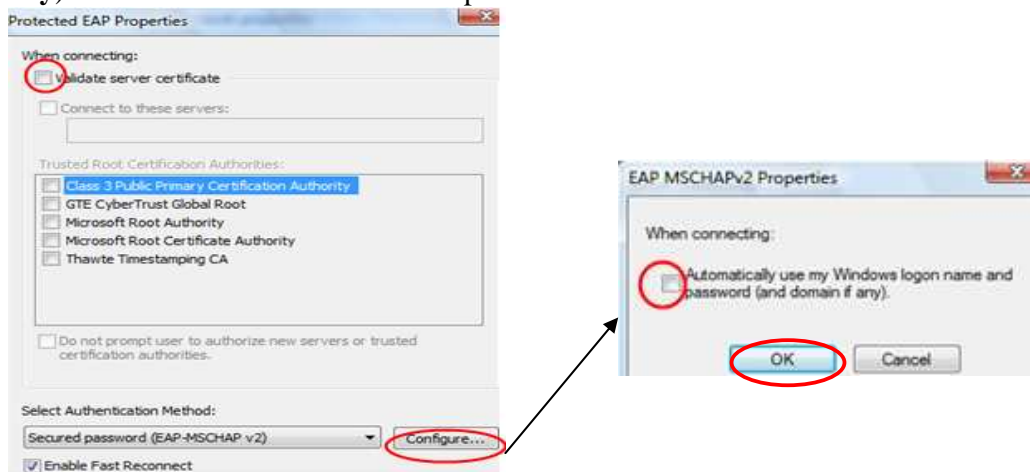 Protected EAP Properties
When connecting:
Validate server certificate
Connect to these servers:
Trusted Root Certification Authorities:
Class 3 Public Primary Certification Authority
GTE CyberTrust Global Root
Microsoft Root Authority
Microsoft Root Certificate Authority
Thawte Timestamping CA
Do not prompt user to authorize new servers or trusted
certification authorities.
Select Authentication Method:
Secured password (EAP-MSCHAP v2)
Configure...
Enable Fast Reconnect
EAP MSCHAPv2 Properties
When connecting:
Automatically use my Windows logon name and
password (and domain if any).
OK
Cancel